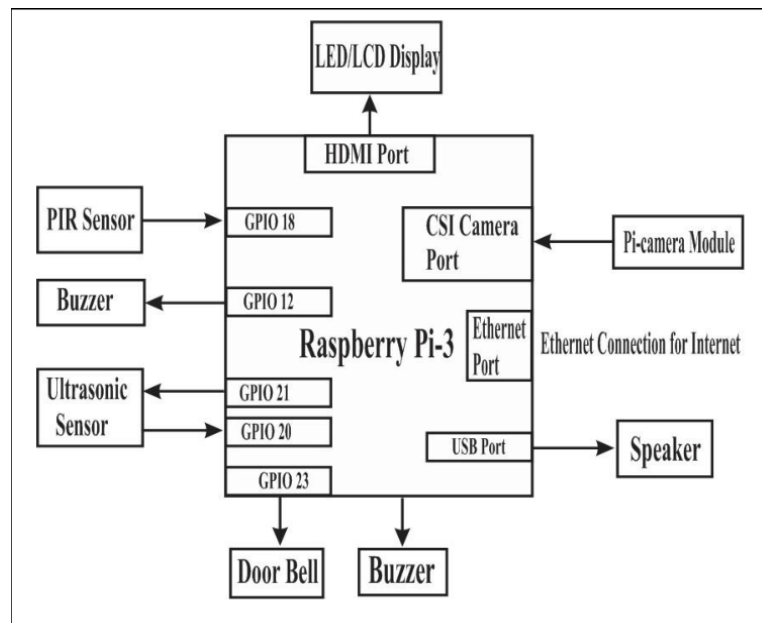 LED/LCD Display
HDMI Port
PIR Sensor
GPIO 18
CSI Camera
Port
Pi-camera Module
Buzzer
GPIO 12
Raspberry Pi-3
Ethernet
Port
Ethernet Connection for Internet
Ultrasonic
Sensor
GPIO 21
GPIO 20
USB Port
Speaker
GPIO 23
Door Bell
Buzzer